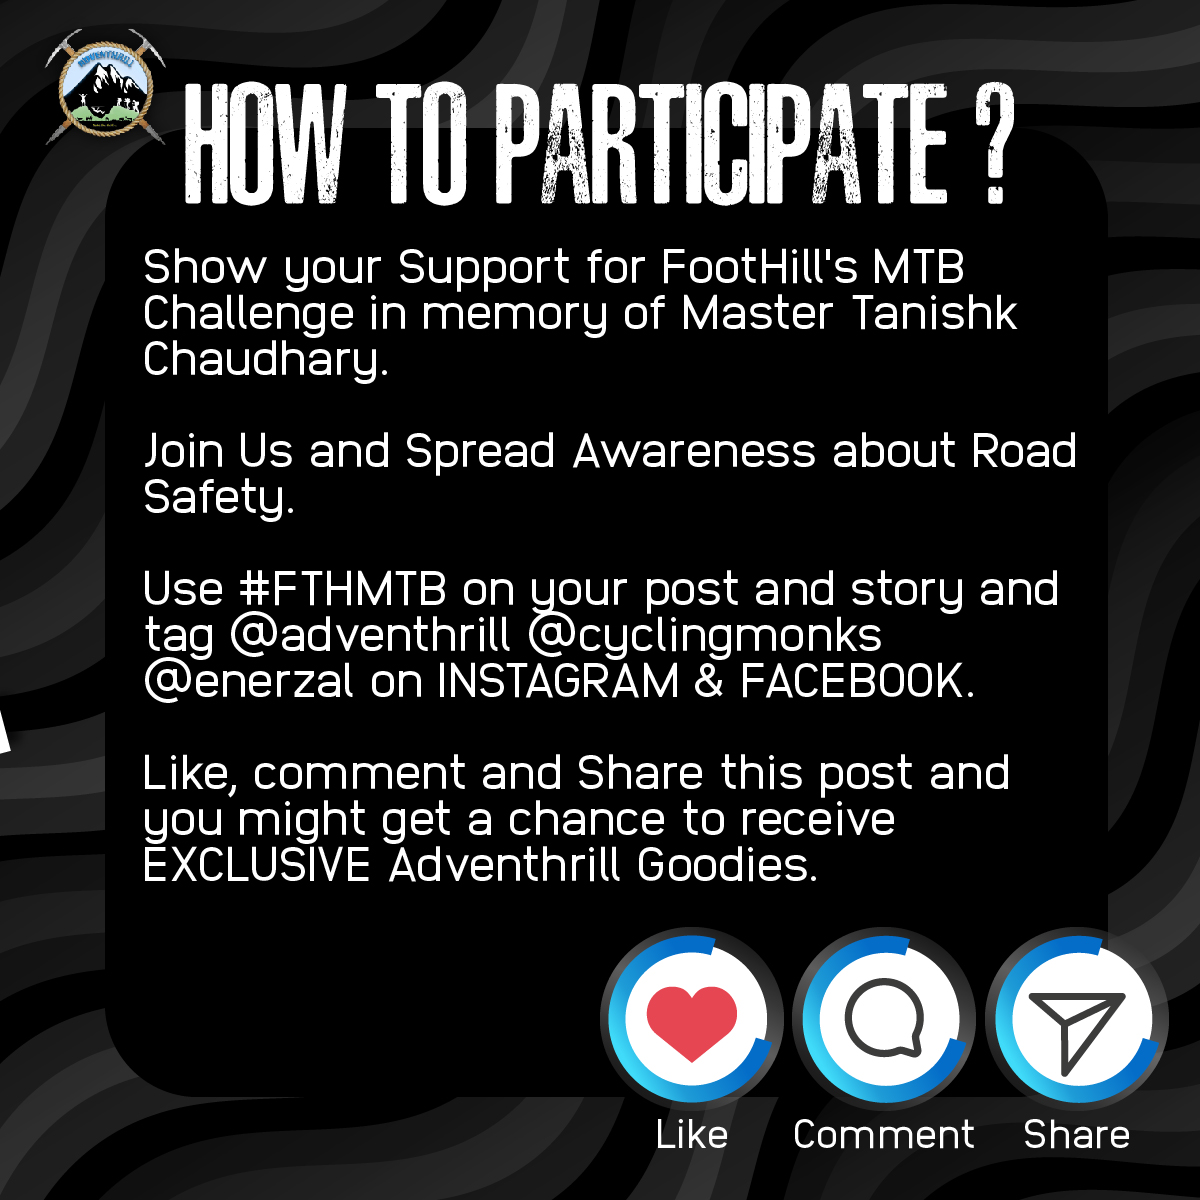 ADVENTHRILL
HOW TO PARTICIPATE ?
Show your Support for FootHill's MTB
Challenge in memory of Master Tanishk
Chaudhary.
Join Us and Spread Awareness about Road
Safety.
Use #FTHMTB on your post and story and
tag @adventhrill @cyclingmonks
@enerzal on INSTAGRAM & FACEBOOK.
Like, comment and Share this post and
you might get a chance to receive
EXCLUSIVE Adventhrill Goodies.
Like Comment Share